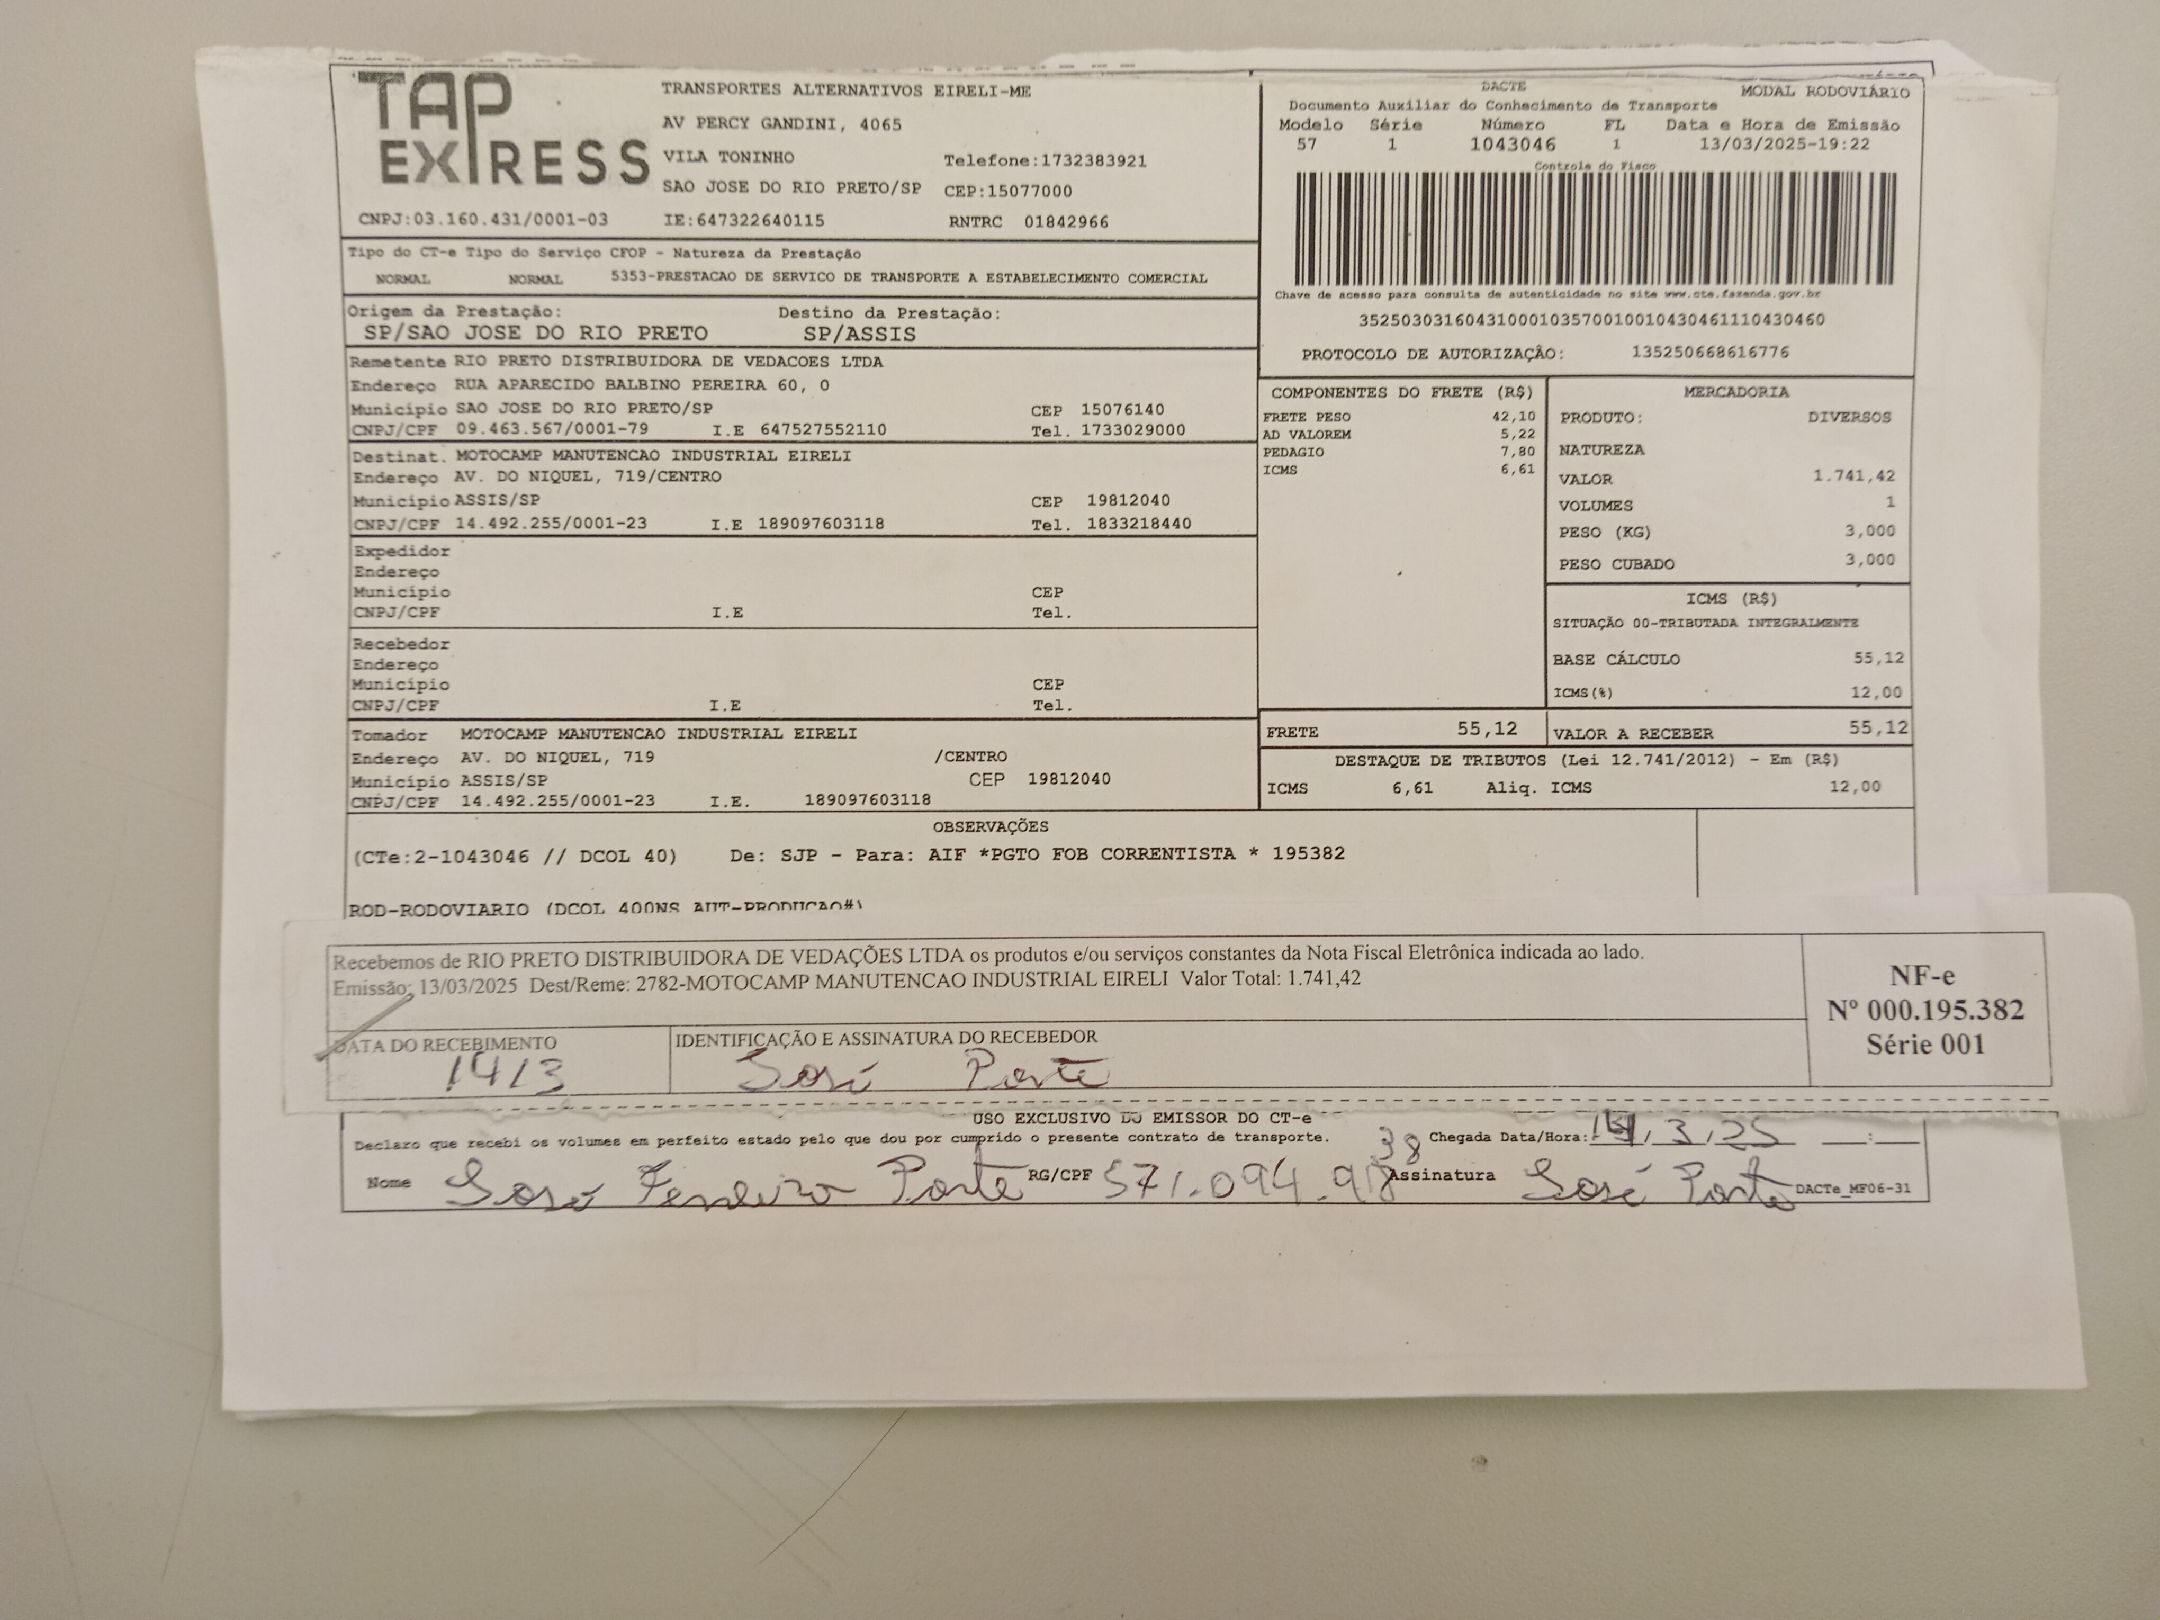 TAP EXPRESS
TRANSPORTES ALTERNATIVOS EIRELI-ME
AV PERCY GANDINI, 4065
VILA TONINHO Telefone:1732383921
SAO JOSE DO RIO PRETO/SP CEP:15077000
CNPJ:03.160.431/0001-03 IE:647322640115 RNTRC 01842966
DACTE MODAL RODOVIÁRIO
Documento Auxiliar do Conhecimento de Transporte
Modelo Série Número FL Data e Hora de Emissão
57 1 1043046 1 13/03/2025-19:22
Controle do Fisco
Chave de acesso para consulta de autenticidade no site www.cte.fazenda.gov.br
35250303160431000103570010010430461110430460
PROTOCOLO DE AUTORIZAÇÃO: 135250668616776
Tipo do CT-e Tipo do Serviço CFOP - Natureza da Prestação
NORMAL NORMAL 5353-PRESTACAO DE SERVICO DE TRANSPORTE A ESTABELECIMENTO COMERCIAL
Origem da Prestação: Destino da Prestação:
SP/SAO JOSE DO RIO PRETO SP/ASSIS
Remetente RIO PRETO DISTRIBUIDORA DE VEDACOES LTDA
Endereço RUA APARECIDO BALBINO PEREIRA 60, 0
Município SAO JOSE DO RIO PRETO/SP CEP 15076140
CNPJ/CPF 09.463.567/0001-79 I.E 647527552110 Tel. 1733029000
Destinat. MOTOCAMP MANUTENCAO INDUSTRIAL EIRELI
Endereço AV. DO NIQUEL, 719/CENTRO
Município ASSIS/SP CEP 19812040
CNPJ/CPF 14.492.255/0001-23 I.E 189097603118 Tel. 1833218440
Expedidor
Endereço
Município CEP
CNPJ/CPF I.E Tel.
Recebedor
Endereço
Município CEP
CNPJ/CPF I.E Tel.
Tomador MOTOCAMP MANUTENCAO INDUSTRIAL EIRELI
Endereço AV. DO NIQUEL, 719 /CENTRO
Município ASSIS/SP CEP 19812040
CNPJ/CPF 14.492.255/0001-23 I.E. 189097603118
COMPONENTES DO FRETE (R$)
FRETE PESO 42,10
AD VALOREM 5,22
PEDAGIO 7,80
ICMS 6,61
MERCADORIA
PRODUTO: DIVERSOS
NATUREZA
VALOR 1.741,42
VOLUMES 1
PESO (KG) 3,000
PESO CUBADO 3,000
ICMS (R$)
SITUAÇÃO 00-TRIBUTADA INTEGRALMENTE
BASE CÁLCULO 55,12
ICMS(%) 12,00
FRETE 55,12 VALOR A RECEBER 55,12
DESTAQUE DE TRIBUTOS (Lei 12.741/2012) - Em (R$)
ICMS 6,61 Aliq. ICMS 12,00
OBSERVAÇÕES
(CTe:2-1043046 // DCOL 40) De: SJP - Para: AIF *PGTO FOB CORRENTISTA * 195382
ROD-RODOVIARIO (DCOL 400NS AUT-PRODUCAO#)
Recebemos de RIO PRETO DISTRIBUIDORA DE VEDAÇÕES LTDA os produtos e/ou serviços constantes da Nota Fiscal Eletrônica indicada ao lado.
Emissão: 13/03/2025 Dest/Reme: 2782-MOTOCAMP MANUTENCAO INDUSTRIAL EIRELI Valor Total: 1.741,42
DATA DO RECEBIMENTO IDENTIFICAÇÃO E ASSINATURA DO RECEBEDOR
14/3 José Porte
NF-e
Nº 000.195.382
Série 001
USO EXCLUSIVO DO EMISSOR DO CT-e
Declaro que recebi os volumes em perfeito estado pelo que dou por cumprido o presente contrato de transporte. Chegada Data/Hora: 14/3/25 __:__
Nome José Porte RG/CPF 571.094.9 38 Assinatura José Porte DACTe_MF06-31